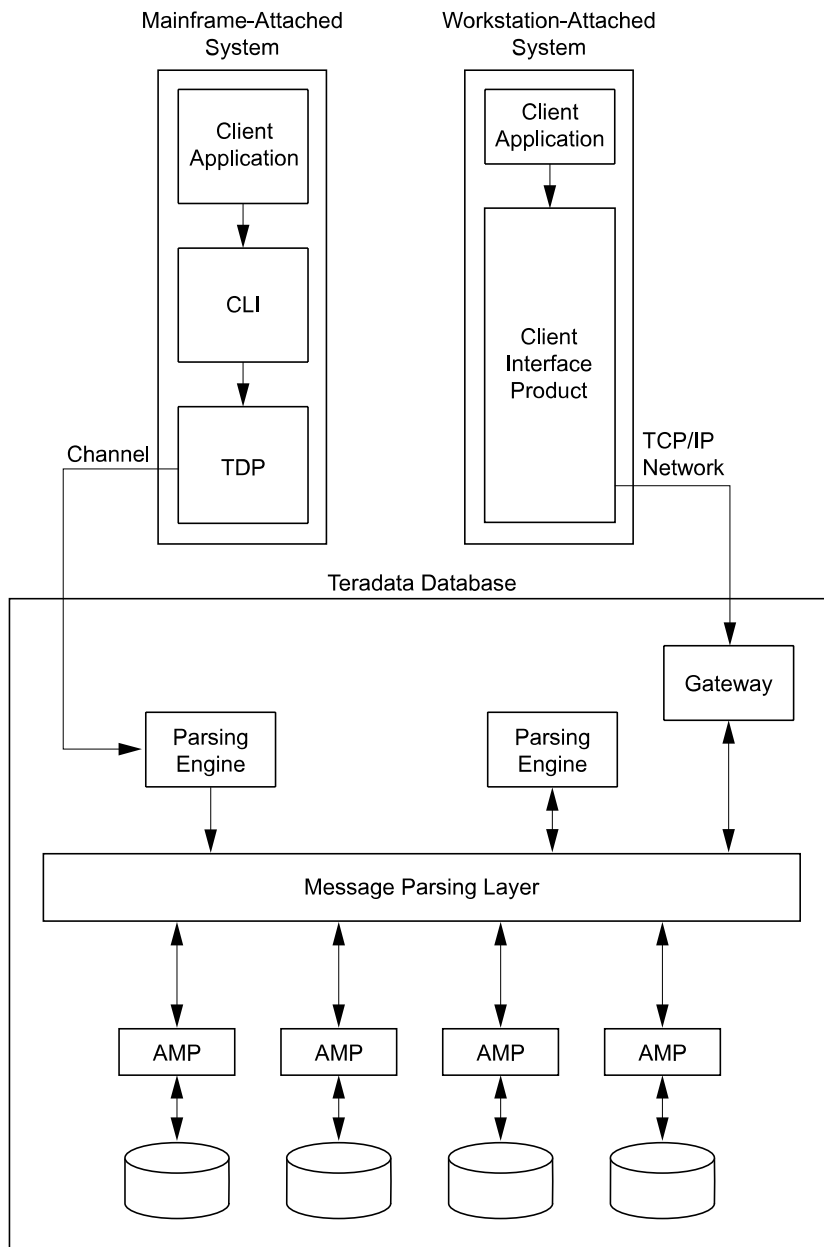 Mainframe-Attached
System
Workstation-Attached
System
Client
Application
CLI
TDP
Channel
Client
Application
Client
Interface
Product
TCP/IP
Network
Teradata Database
Gateway
Parsing
Engine
Parsing
Engine
Message Parsing Layer
AMP
AMP
AMP
AMP